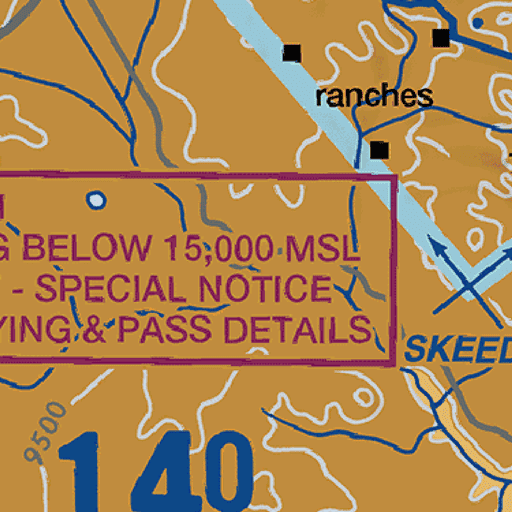 ranches
G BELOW 15,000 MSL
- SPECIAL NOTICE
YING & PASS DETAILS
SKEED
9500
140